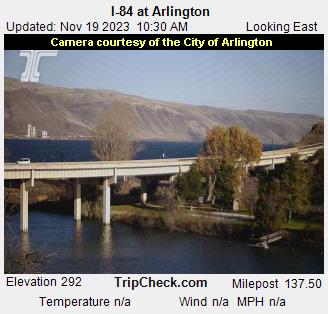 I-84 at Arlington
Updated: Nov 19 2023 10:30 AM Looking East
Camera courtesy of the City of Arlington
Elevation 292 TripCheck.com Milepost 137.50
Temperature n/a Wind n/a MPH n/a